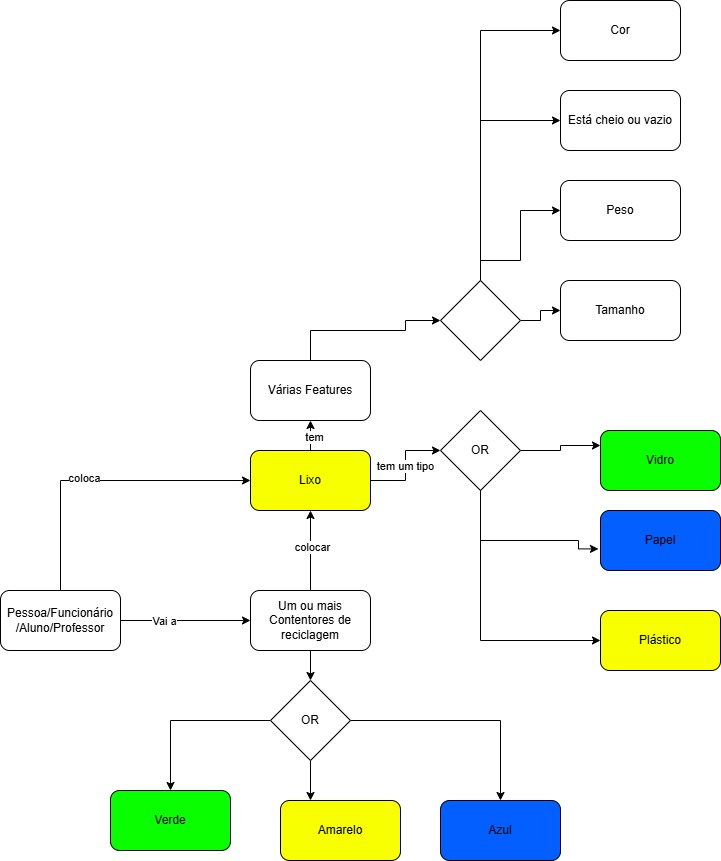 Cor
Está cheio ou vazio
Peso
Tamanho
Várias Features
tem
Lixo
tem um tipo
OR
Vidro
Papel
Plástico
coloca
colocar
Pessoa/Funcionário
/Aluno/Professor
Vai a
Um ou mais
Contentores de
reciclagem
OR
Verde
Amarelo
Azul